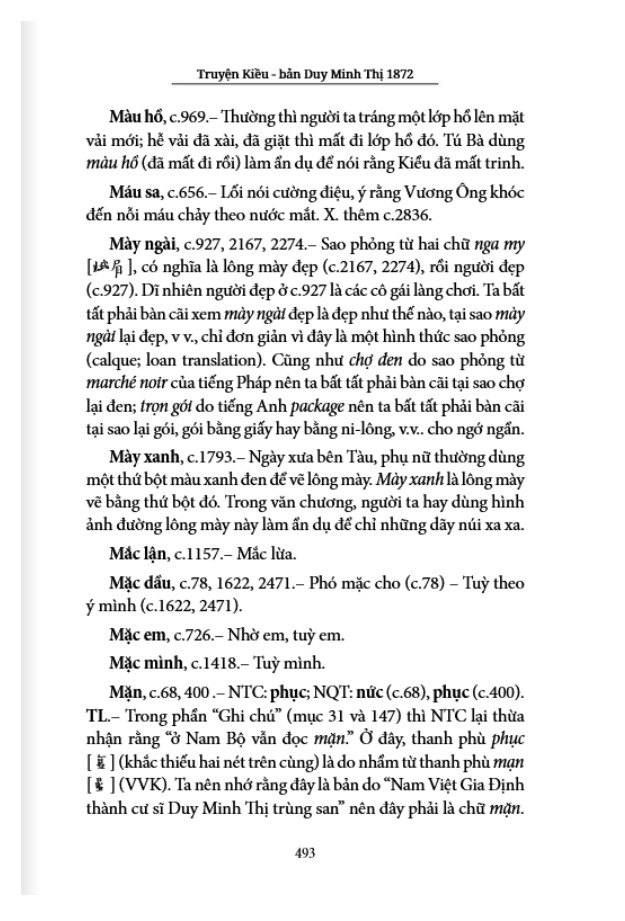 Truyện Kiều - bản Duy Minh Thị 1872
Màu hồ, c.969.– Thường thì người ta tráng một lớp hồ lên mặt
vải mới; hễ vải đã xài, đã giặt thì mất đi lớp hồ đó. Tú Bà dùng
màu hồ (đã mất đi rồi) làm ẩn dụ để nói rằng Kiều đã mất trinh.
Máu sa, c.656.– Lối nói cường điệu, ý rằng Vương Ông khóc
đến nỗi máu chảy theo nước mắt. X. thêm c.2836.
Mày ngài, c.927, 2167, 2274.– Sao phỏng từ hai chữ nga my
[蛾眉], có nghĩa là lông mày đẹp (c.2167, 2274), rồi người đẹp
(c.927). Dĩ nhiên người đẹp ở c.927 là các cô gái làng chơi. Ta bất
tất phải bàn cãi xem mày ngài đẹp là đẹp như thế nào, tại sao mày
ngài lại đẹp, v v., chỉ đơn giản vì đây là một hình thức sao phỏng
(calque; loan translation). Cũng như chợ đen do sao phỏng từ
marché noir của tiếng Pháp nên ta bất tất phải bàn cãi tại sao chợ
lại đen; trọn gói do tiếng Anh package nên ta bất tất phải bàn cãi
tại sao lại gói, gói bằng giấy hay bằng ni-lông, v.v.. cho ngớ ngẩn.
Mày xanh, c.1793.– Ngày xưa bên Tàu, phụ nữ thường dùng
một thứ bột màu xanh đen để vẽ lông mày. Mày xanh là lông mày
vẽ bằng thứ bột đó. Trong văn chương, người ta hay dùng hình
ảnh đường lông mày này làm ẩn dụ để chỉ những dãy núi xa xa.
Mắc lận, c.1157.– Mắc lừa.
Mặc dầu, c.78, 1622, 2471.– Phó mặc cho (c.78) – Tuỳ theo
ý mình (c.1622, 2471).
Mặc em, c.726.– Nhờ em, tuỳ em.
Mặc mình, c.1418.– Tuỳ mình.
Mặn, c.68, 400 .– NTC: phục; NQT: nức (c.68), phục (c.400).
TL.– Trong phần “Ghi chú” (mục 31 và 147) thì NTC lại thừa
nhận rằng “ở Nam Bộ vẫn đọc mặn.” Ở đây, thanh phù phục
[ ] (khắc thiếu hai nét trên cùng) là do nhầm từ thanh phù mạn
[ ] (VVK). Ta nên nhớ rằng đây là bản do “Nam Việt Gia Định
thành cư sĩ Duy Minh Thị trùng san” nên đây phải là chữ mặn.
493